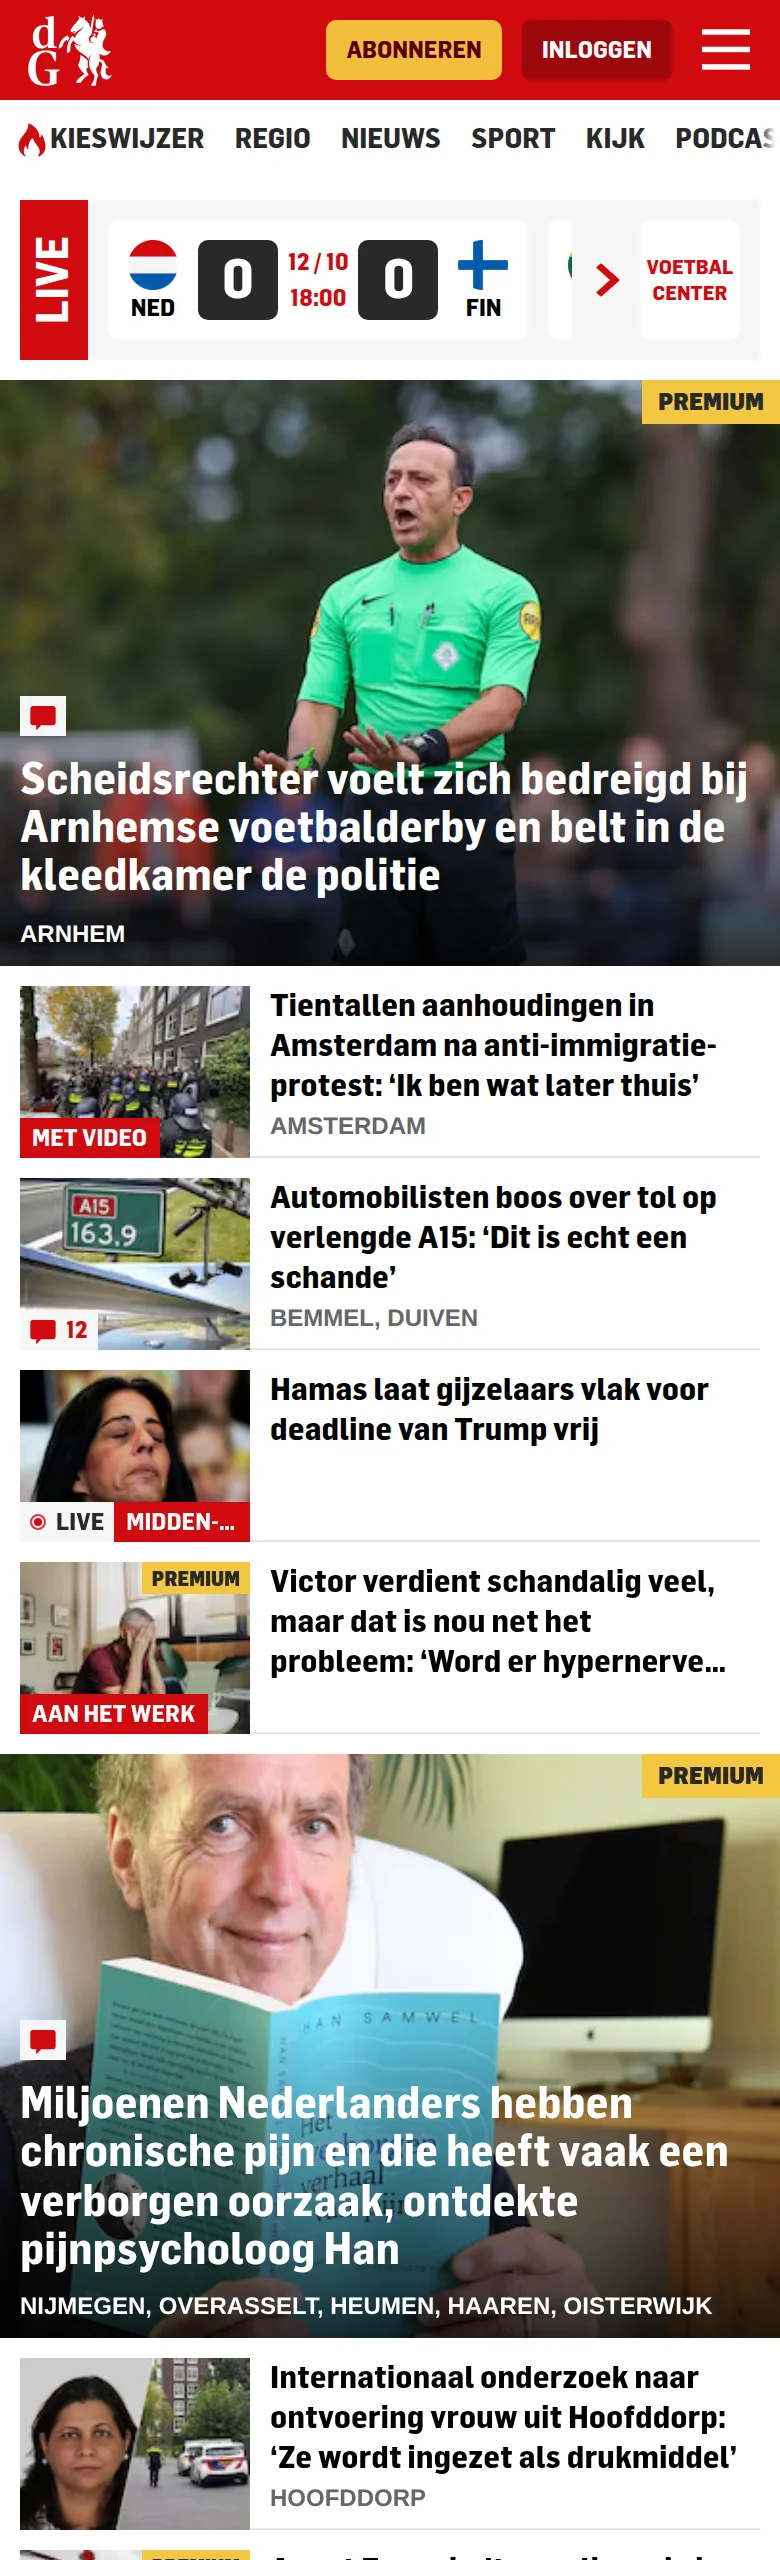 dG
ABONNEREN
INLOGGEN
KIESWIJZER REGIO NIEUWS SPORT KIJK PODCAS
LIVE
NED
0
12 / 10
18:00
0
FIN
VOETBAL
CENTER
PREMIUM
Scheidsrechter voelt zich bedreigd bij
Arnhemse voetbalderby en belt in de
kleedkamer de politie
ARNHEM
Tientallen aanhoudingen in
Amsterdam na anti-immigratie-
protest: ‘Ik ben wat later thuis’
AMSTERDAM
MET VIDEO
A15
163.9
12
Automobilisten boos over tol op
verlengde A15: ‘Dit is echt een
schande’
BEMMEL, DUIVEN
Hamas laat gijzelaars vlak voor
deadline van Trump vrij
LIVE
MIDDEN-...
PREMIUM
AAN HET WERK
Victor verdient schandalig veel,
maar dat is nou net het
probleem: ‘Word er hypernerve...
PREMIUM
HAN SAMWEL
Het
verhaal
Miljoenen Nederlanders hebben
chronische pijn en die heeft vaak een
verborgen oorzaak, ontdekte
pijnpsycholoog Han
NIJMEGEN, OVERASSELT, HEUMEN, HAAREN, OISTERWIJK
Internationaal onderzoek naar
ontvoering vrouw uit Hoofddorp:
‘Ze wordt ingezet als drukmiddel’
HOOFDDORP